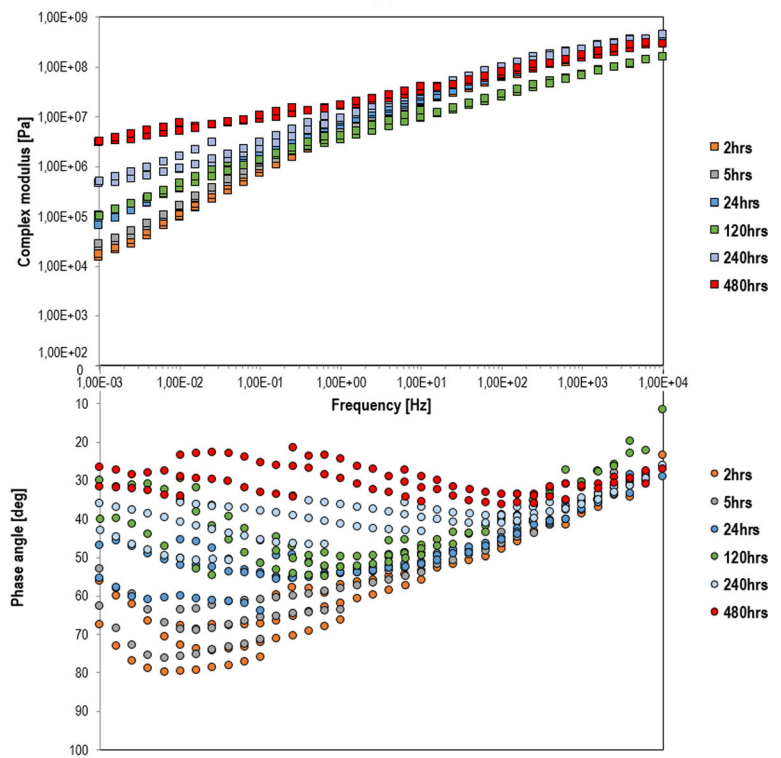 1,00E+09
1,00E+08
1,00E+07
1,00E+06
1,00E+05
1,00E+04
1,00E+03
1,00E+02
Complex modulus [Pa]
2hrs
5hrs
24hrs
120hrs
240hrs
480hrs
0
1,00E-03 1,00E-02 1,00E-01 1,00E+00 1,00E+01 1,00E+02 1,00E+03 1,00E+04
Frequency [Hz]
10
20
30
40
50
60
70
80
90
100
Phase angle [deg]
2hrs
5hrs
24hrs
120hrs
240hrs
480hrs